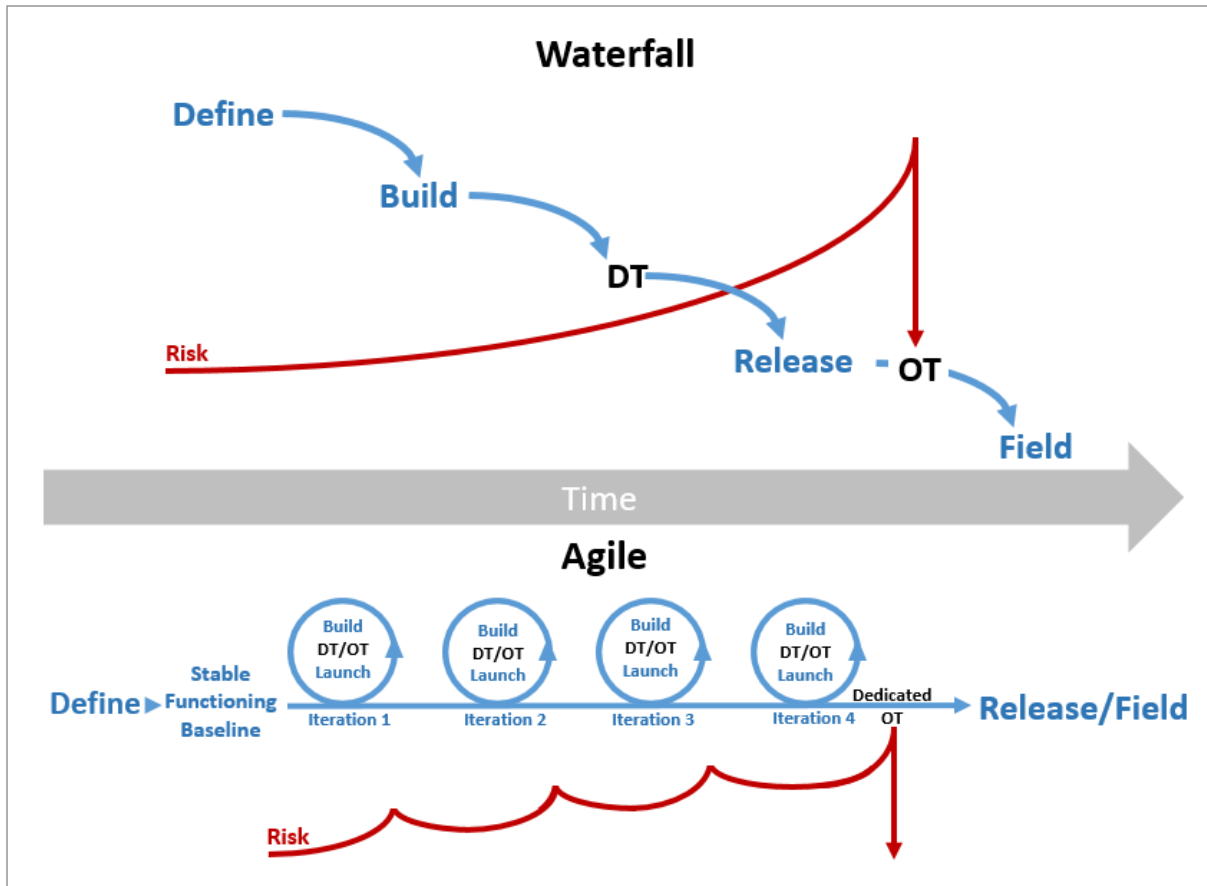 Waterfall
Define
Build
DT
Risk
Release
OT
Field
Time
Agile
Build
DT/OT
Launch
Build
DT/OT
Launch
Build
DT/OT
Launch
Build
DT/OT
Launch
Define
Stable
Functioning
Baseline
Iteration 1
Iteration 2
Iteration 3
Iteration 4
Dedicated
OT
Release/Field
Risk